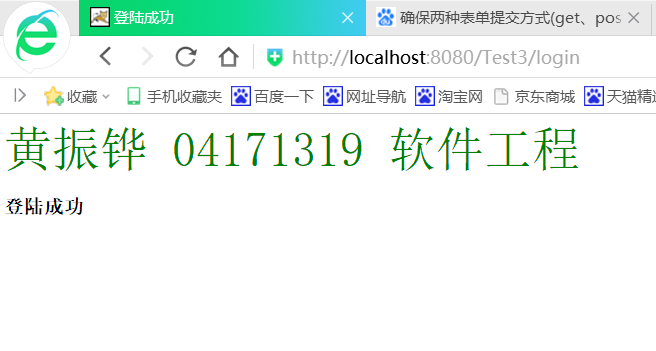 登陆成功 确保两种表单提交方式(get、pos
http://localhost:8080/Test3/login
收藏 手机收藏夹 百度一下 网址导航 淘宝网 京东商城 天猫精
黄振铧 04171319 软件工程
登陆成功